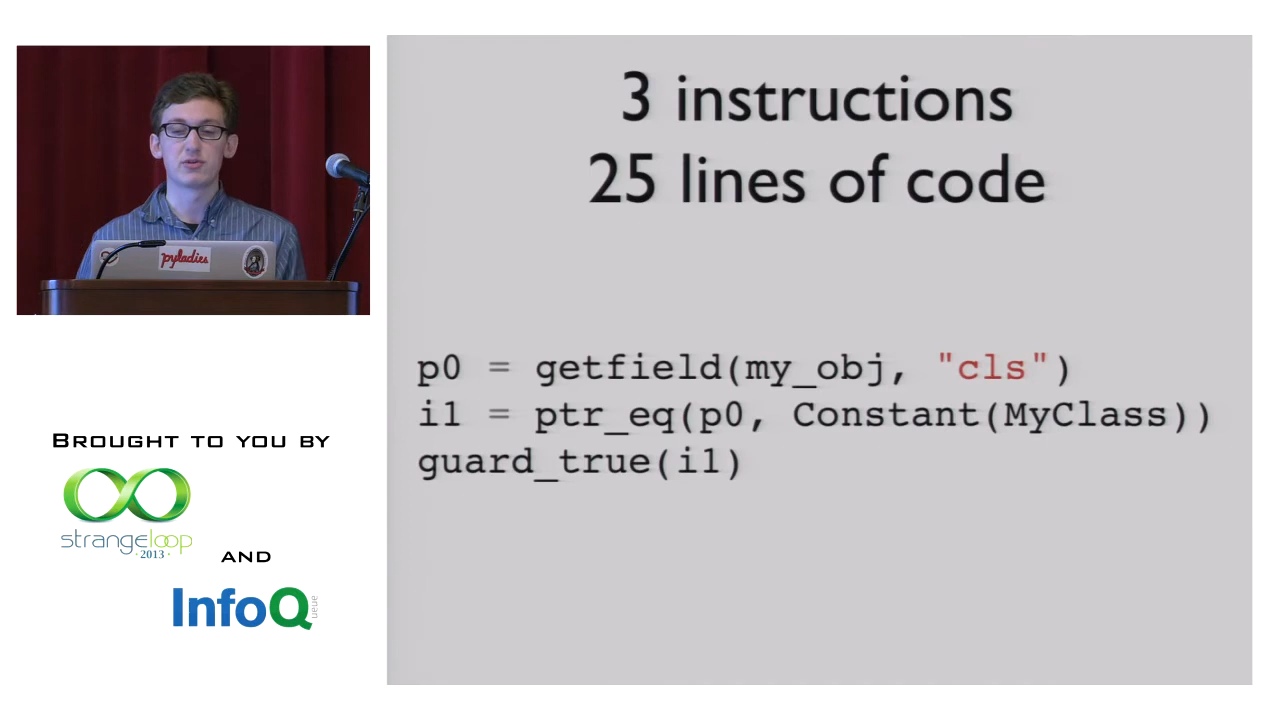 3 instructions
25 lines of code
p0 = getfield(my_obj, "cls")
i1 = ptr_eq(p0, Constant(MyClass))
guard_true(i1)
pyladies
BROUGHT TO YOU BY
strangeloop
·2013·
AND
InfoQ